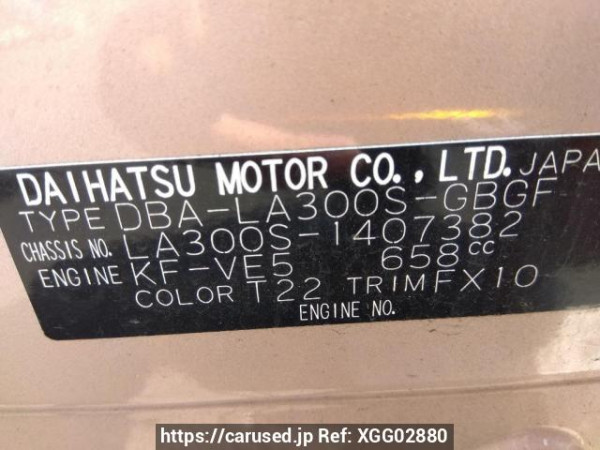 DAIHATSU MOTOR CO., LTD. JAPA
TYPE DBA-LA300S-GBGF
CHASSIS NO. LA300S-1407382
ENGINE KF-VE5 658cc
COLOR T22 TRIM FX10
ENGINE NO.
https://carused.jp Ref: XGG02880